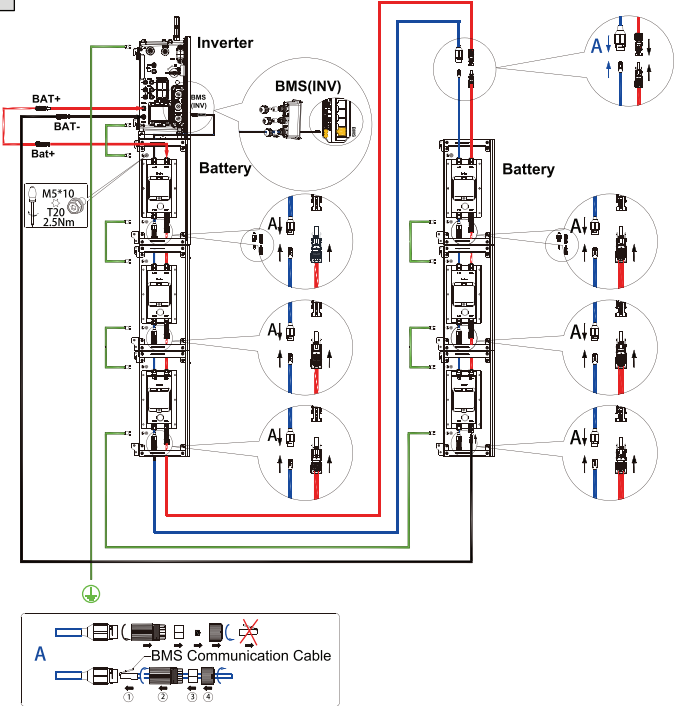 Inverter
A
BMS(INV)
BAT+
BMS
(INV)
BAT-
Bat+
Battery
Battery
M5*10
T20
2.5Nm
A
A
A
A
A
A
A
BMS Communication Cable
① ② ③ ④